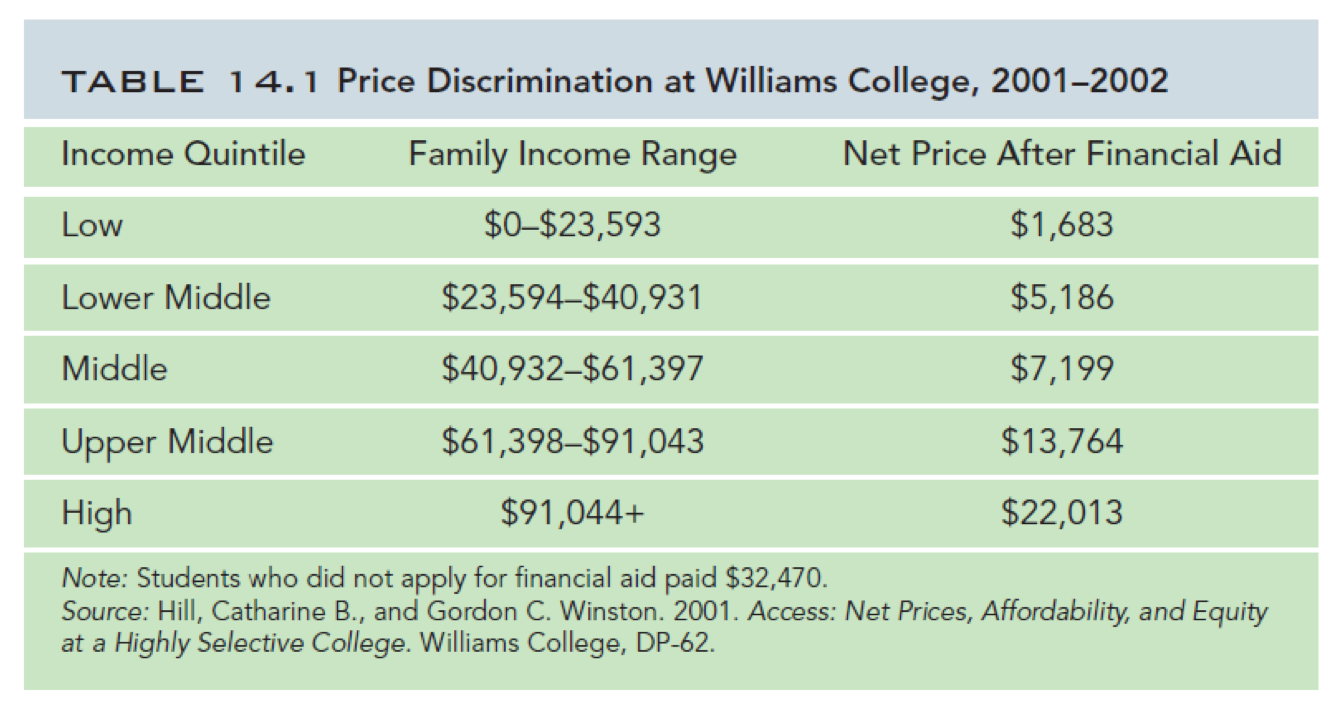 TABLE 14.1 Price Discrimination at Williams College, 2001–2002
Income Quintile Family Income Range Net Price After Financial Aid
Low $0–$23,593 $1,683
Lower Middle $23,594–$40,931 $5,186
Middle $40,932–$61,397 $7,199
Upper Middle $61,398–$91,043 $13,764
High $91,044+ $22,013
Note: Students who did not apply for financial aid paid $32,470.
Source: Hill, Catharine B., and Gordon C. Winston. 2001. Access: Net Prices, Affordability, and Equity
at a Highly Selective College. Williams College, DP-62.